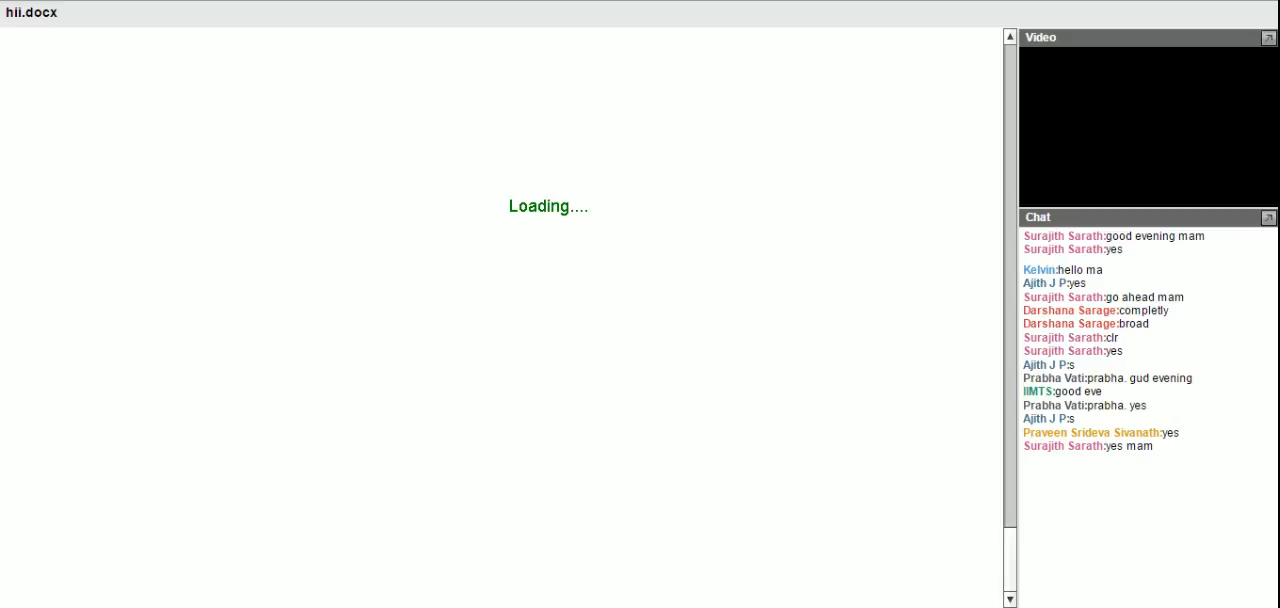 hii.docx
Loading....
Video
Chat
Surajith Sarath:good evening mam
Surajith Sarath:yes
Kelvin:hello ma
Ajith J P:yes
Surajith Sarath:go ahead mam
Darshana Sarage:completly
Darshana Sarage:broad
Surajith Sarath:clr
Surajith Sarath:yes
Ajith J P:s
Prabha Vati:prabha. gud evening
IIMTS:good eve
Prabha Vati:prabha. yes
Ajith J P:s
Praveen Srideva Sivanath:yes
Surajith Sarath:yes mam